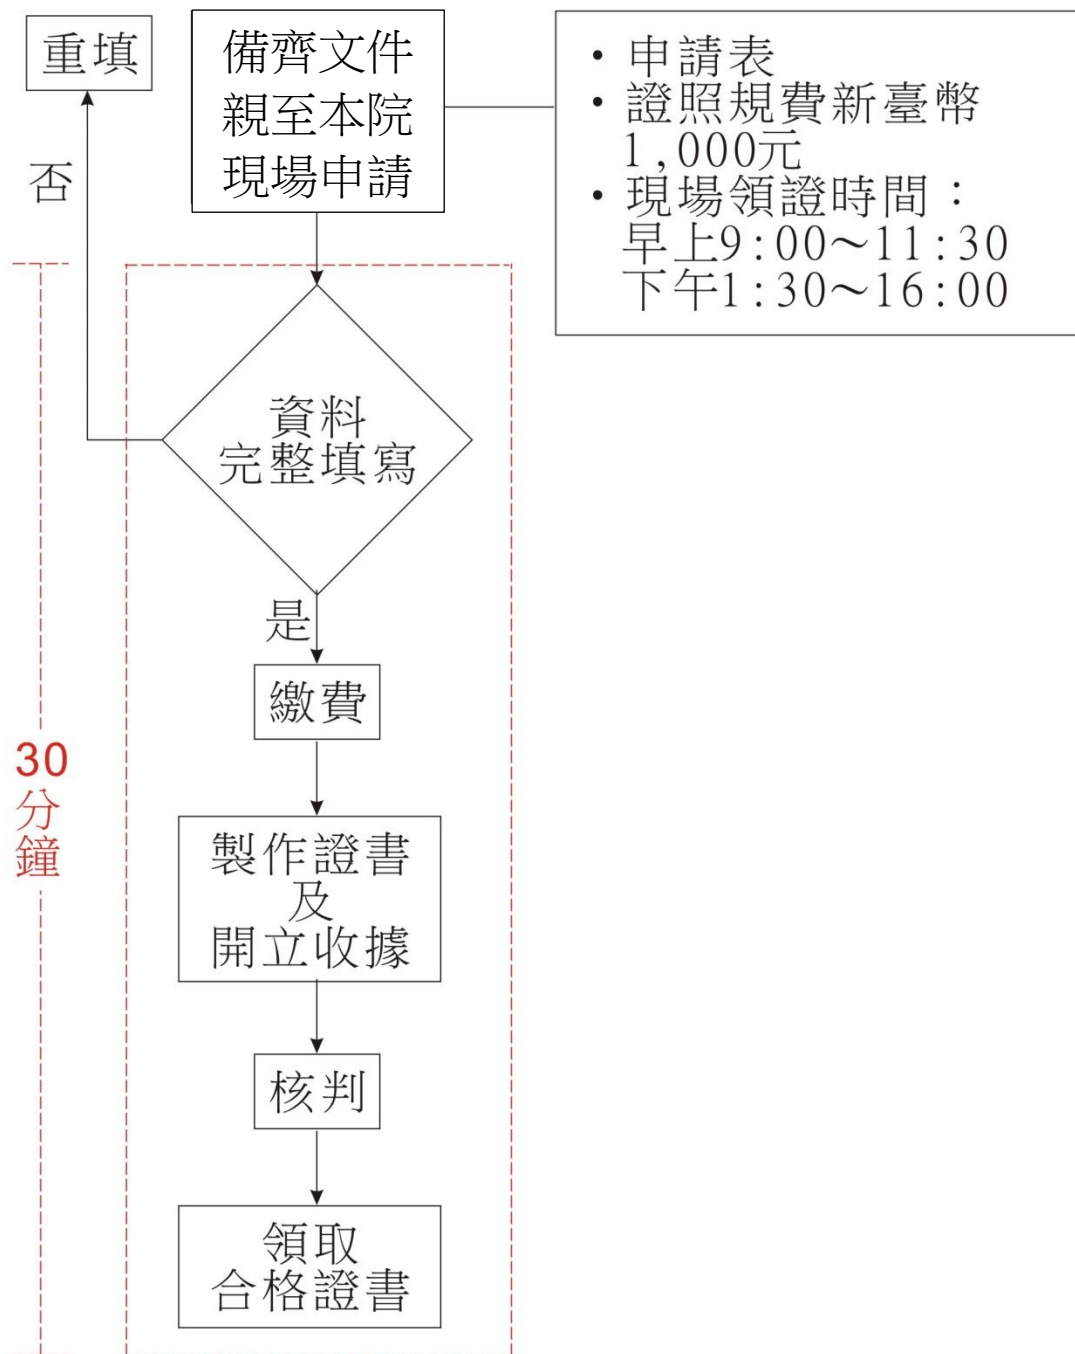 重填
備齊文件
親至本院
現場申請
・申請表
・證照規費新臺幣
1,000元
・現場領證時間：
早上9:00～11:30
下午1:30～16:00
否
資料
完整填寫
是
繳費
30
分
鐘
製作證書
及
開立收據
核判
領取
合格證書